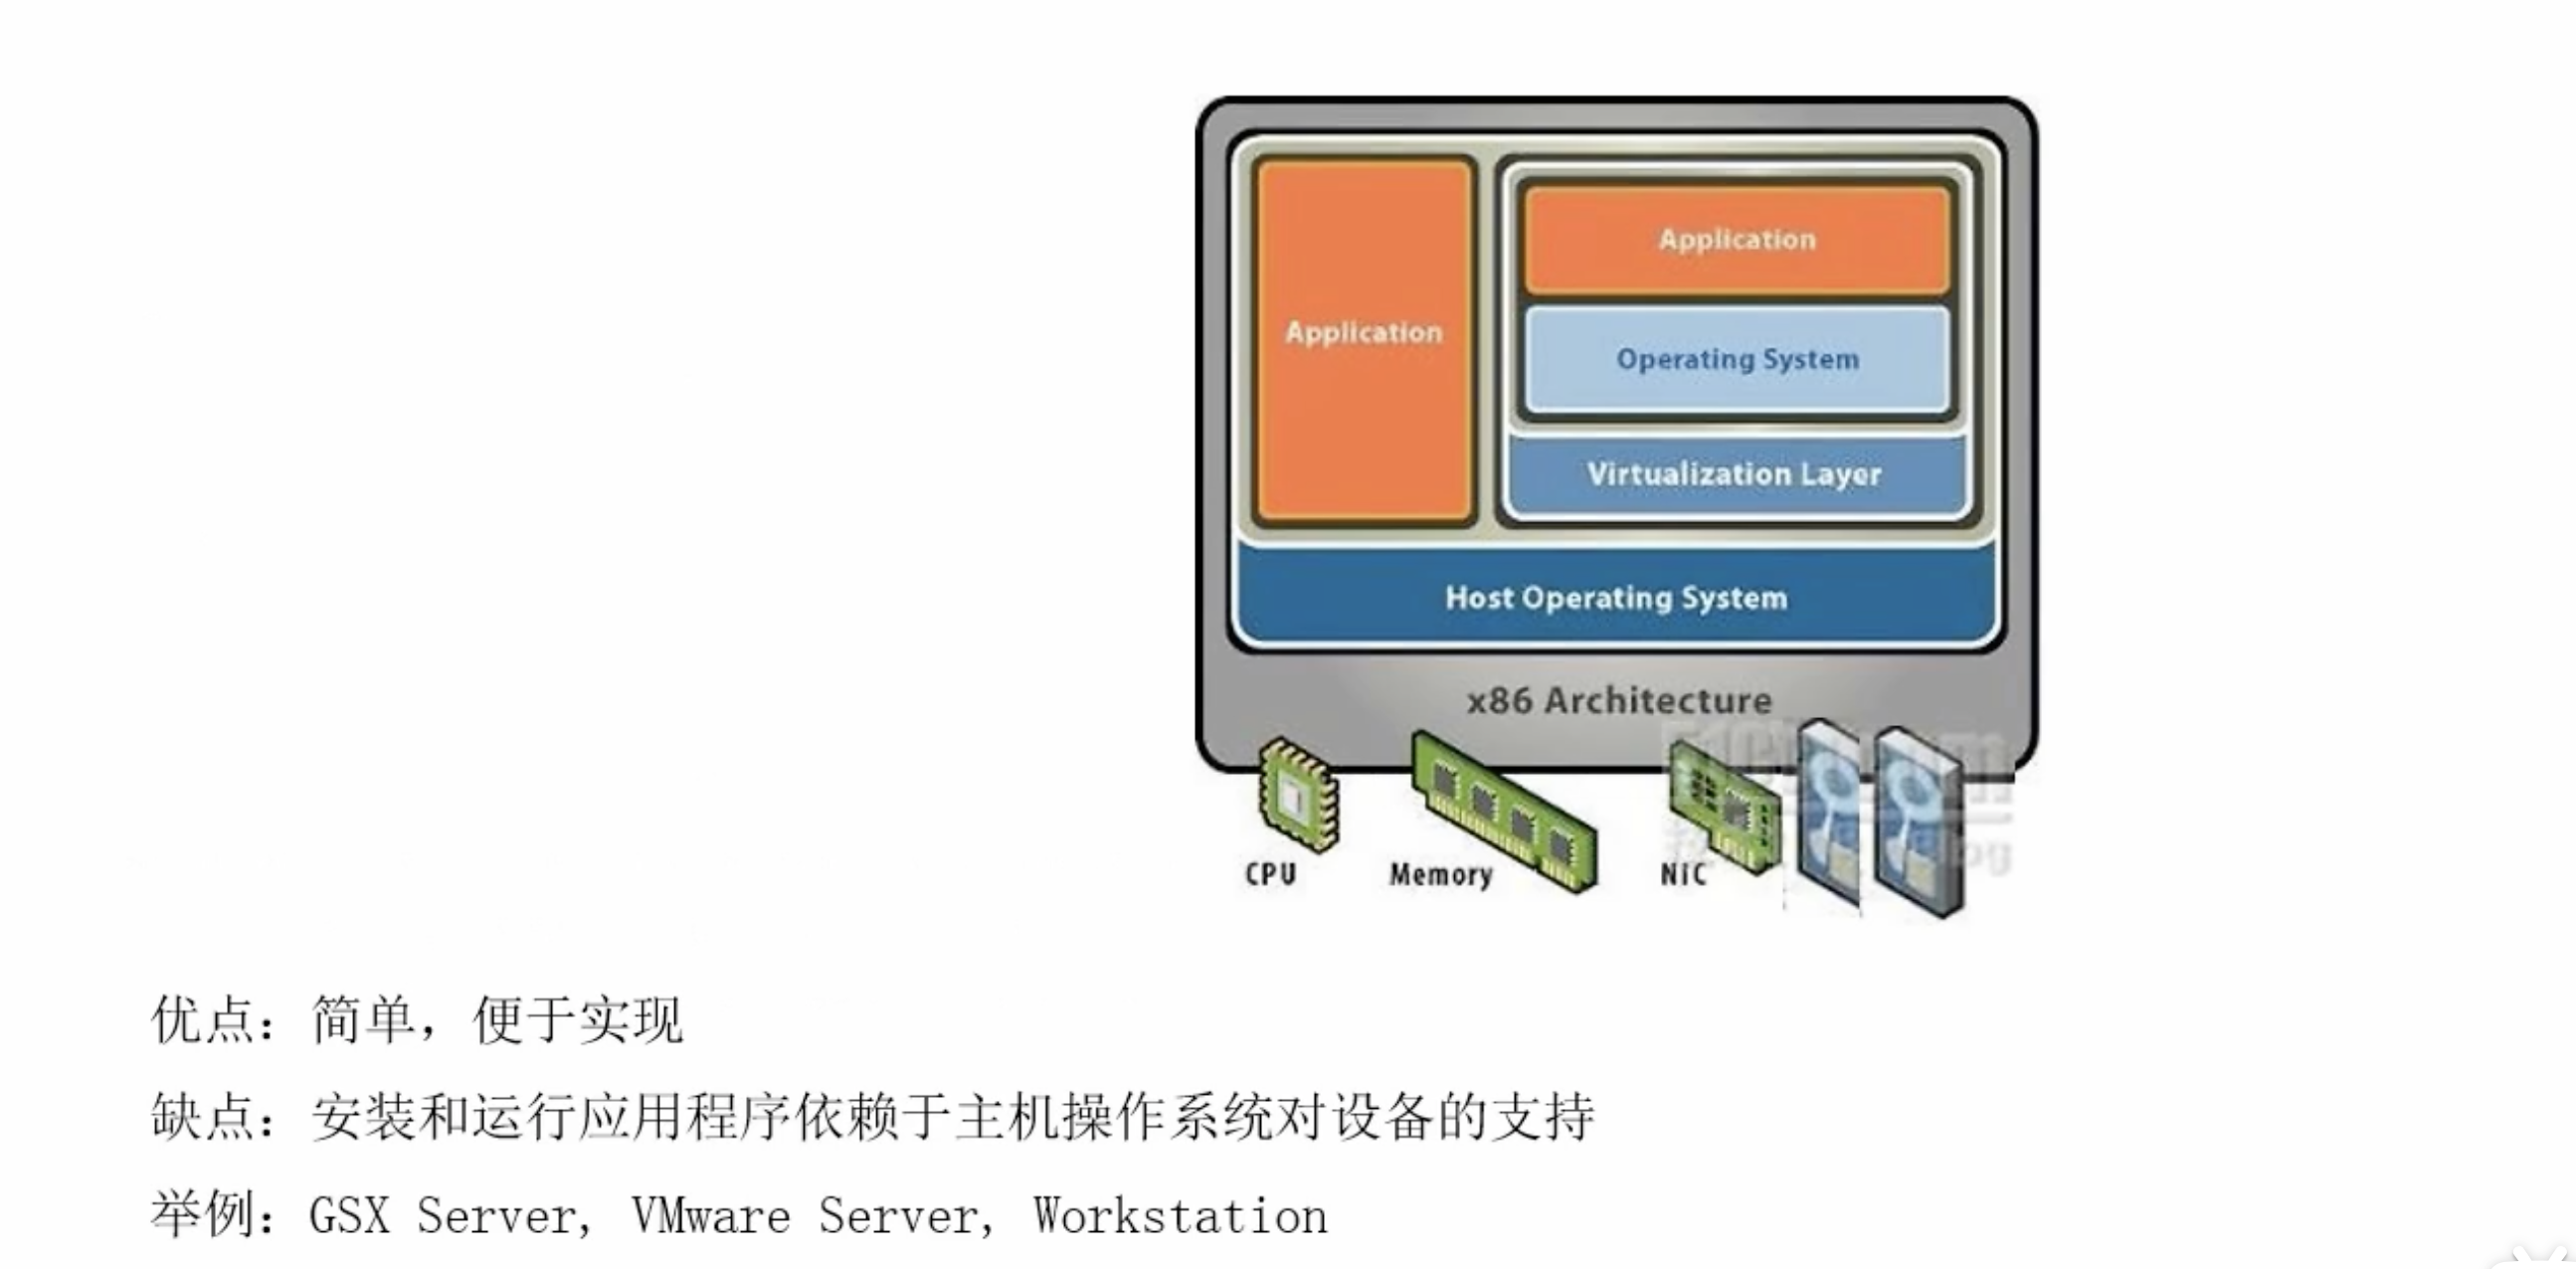 Application
Application
Operating System
Virtualization Layer
Host Operating System
x86 Architecture
CPU
Memory
NIC
优点：简单，便于实现
缺点：安装和运行应用程序依赖于主机操作系统对设备的支持
举例：GSX Server, VMware Server, Workstation